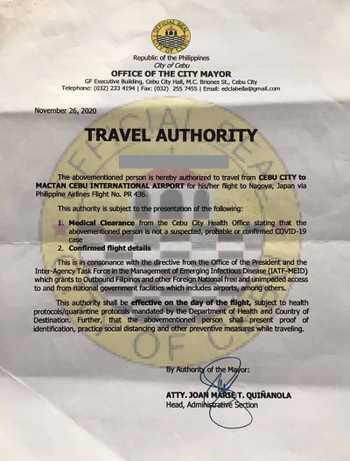 Republic of the Philippines
City of Cebu
OFFICE OF THE CITY MAYOR
GF Executive Building, Cebu City Hall, M.C. Briones St., Cebu City
Telephone: (032) 233 4194 | Fax: (032) 255 7455 | Email: edclabella@gmail.com
November 26, 2020
TRAVEL AUTHORITY
The abovementioned person is hereby authorized to travel from CEBU CITY to
MACTAN CEBU INTERNATIONAL AIRPORT for his/her flight to Nagoya, Japan via
Philippine Airlines Flight No. PR 436.
This authority is subject to the presentation of the following:
1. Medical Clearance from the Cebu City Health Office stating that the
abovementioned person is not a suspected, probable or confirmed COVID-19
case
2. Confirmed flight details
This is in consonance with the directive from the Office of the President and the
Inter-Agency Task Force in the Management of Emerging Infectious Disease (IATF-MEID)
which grants to Outbound Filipinos and other Foreign National free and unimpeded access
to and from national government facilities which includes airports, among others.
This authority shall be effective on the day of the flight, subject to health
protocols/quarantine protocols mandated by the Department of Health and Country of
Destination. Further, that the abovementioned person shall present proof of
identification, practice social distancing and other preventive measures while traveling.
By Authority of the Mayor:
ATTY. JOAN MARIE T. QUIÑANOLA
Head, Administrative Section